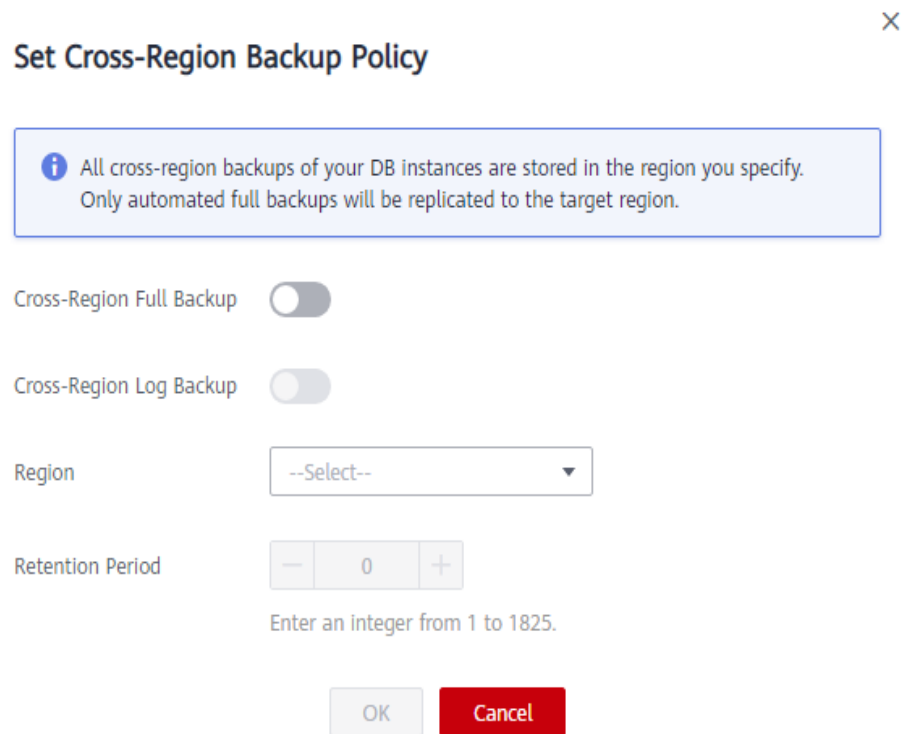 Set Cross-Region Backup Policy
All cross-region backups of your DB instances are stored in the region you specify.
Only automated full backups will be replicated to the target region.
Cross-Region Full Backup
Cross-Region Log Backup
Region --Select--
Retention Period 0
Enter an integer from 1 to 1825.
OK Cancel